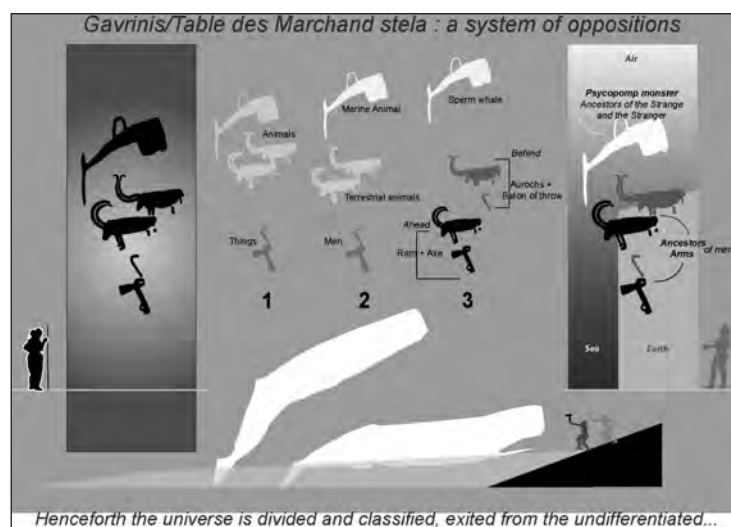 Gavrinis/Table des Marchand stela : a system of oppositions
Air
Psycopomp monster
Ancestors of the Strange
and the Stranger
Marine Animal
Sperm whale
Animals
Behind
Aurochs +
Baton of throw
Terrestrial animals
Ahead
Things
Men
Ram + Axe
Ancestors
Arms
of men
1
2
3
Sea
Earth
Henceforth the universe is divided and classified, exited from the undifferentiated...